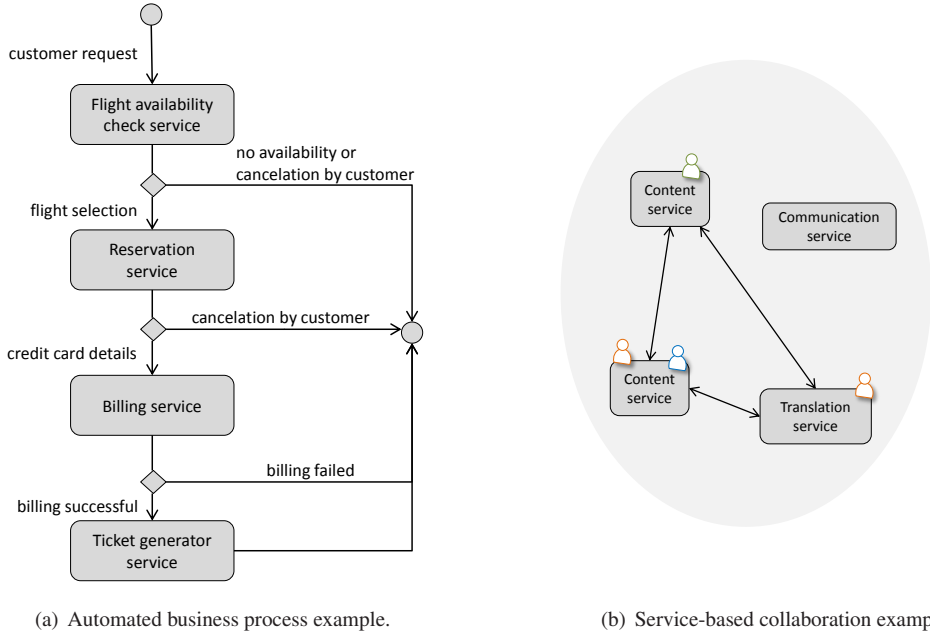 customer request
Flight availability
check service
no availability or
cancelation by customer
flight selection
Reservation
service
cancelation by customer
credit card details
Billing service
billing failed
billing successful
Ticket generator
service
(a) Automated business process example.
Content
service
Communication
service
Content
service
Translation
service
(b) Service-based collaboration examp